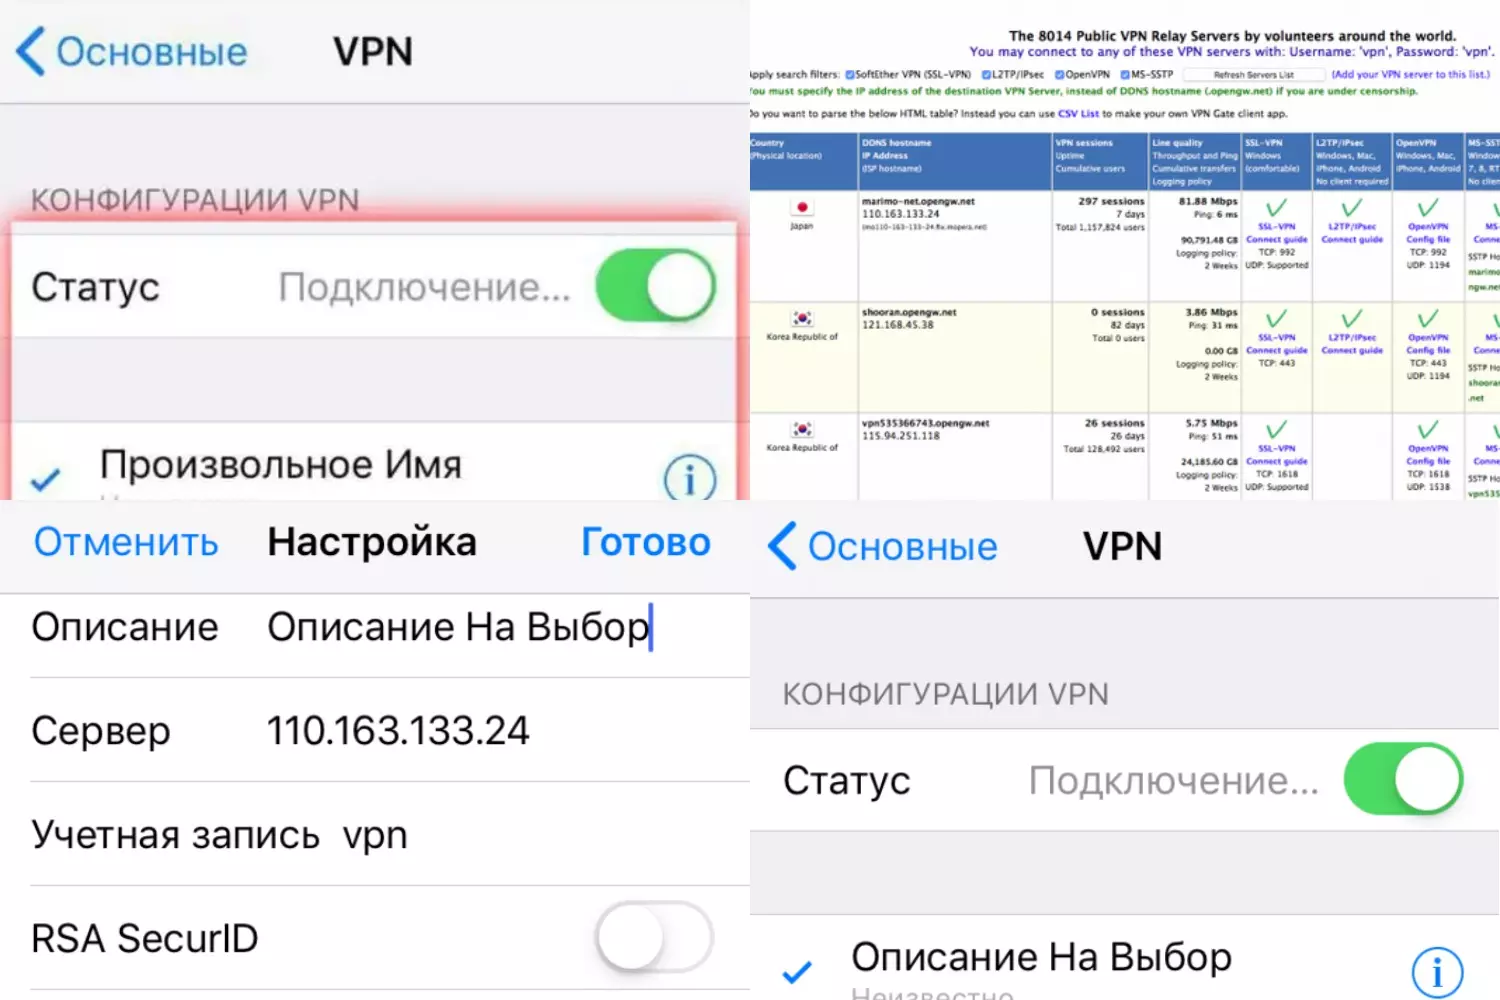 Основные
VPN
КОНФИГУРАЦИИ VPN
Статус Подключение...
Произвольное Имя
The 8014 Public VPN Relay Servers by volunteers around the world.
You may connect to any of these VPN servers with: Username: 'vpn', Password: 'vpn'.
Apply search filters: SoftEther VPN (SSL-VPN) L2TP/IPsec OpenVPN MS-SSTP Refresh Servers List (Add your VPN server to this list.)
You must specify the IP address of the destination VPN Server, instead of DDNS hostname (.opengw.net) if you are under censorship.
Do you want to parse the below HTML table? Instead you can use CSV List to make your own VPN Gate client app.
Country
(Physical location)
DDNS hostname
IP Address
(ISP hostname)
VPN sessions
Uptime
Cumulative users
Line quality
Throughput and Ping
Cumulative transfers
Logging policy
SSL-VPN
Windows
(comfortable)
L2TP/IPsec
Windows, Mac,
iPhone, Android
No client required
OpenVPN
Windows, Mac,
iPhone, Android
MS-SST
Window
7, 8, RT
No clien
Japan
marimo-net.opengw.net
110.163.133.24
(mo110-163-133-24.fix.mopera.net)
297 sessions
7 days
Total 1,157,824 users
81.88 Mbps
Ping: 6 ms
90,791.48 GB
Logging policy:
2 Weeks
SSL-VPN
Connect guide
TCP: 992
UDP: Supported
L2TP/IPsec
Connect guide
OpenVPN
Config file
TCP: 992
UDP: 1194
MS-
Conne
SSTP Ho
marimo
ngw.ne
Korea Republic of
shooran.opengw.net
121.168.45.38
0 sessions
82 days
Total 0 users
3.86 Mbps
Ping: 31 ms
0.00 GB
Logging policy:
2 Weeks
SSL-VPN
Connect guide
TCP: 443
L2TP/IPsec
Connect guide
OpenVPN
Config file
TCP: 443
UDP: 1194
MS-
Conne
SSTP Ho
shoora
.net
Korea Republic of
vpn535366743.opengw.net
115.94.251.118
26 sessions
26 days
Total 128,492 users
5.75 Mbps
Ping: 51 ms
24,185.60 GB
Logging policy:
2 Weeks
SSL-VPN
Connect guide
TCP: 1618
UDP: Supported
OpenVPN
Config file
TCP: 1618
UDP: 1538
MS-
Conne
SSTP Ho
vpn535
Отменить Настройка Готово
Описание Описание На Выбор
Сервер 110.163.133.24
Учетная запись vpn
RSA SecurID
Основные
VPN
КОНФИГУРАЦИИ VPN
Статус Подключение...
Описание На Выбор
Неизвестно